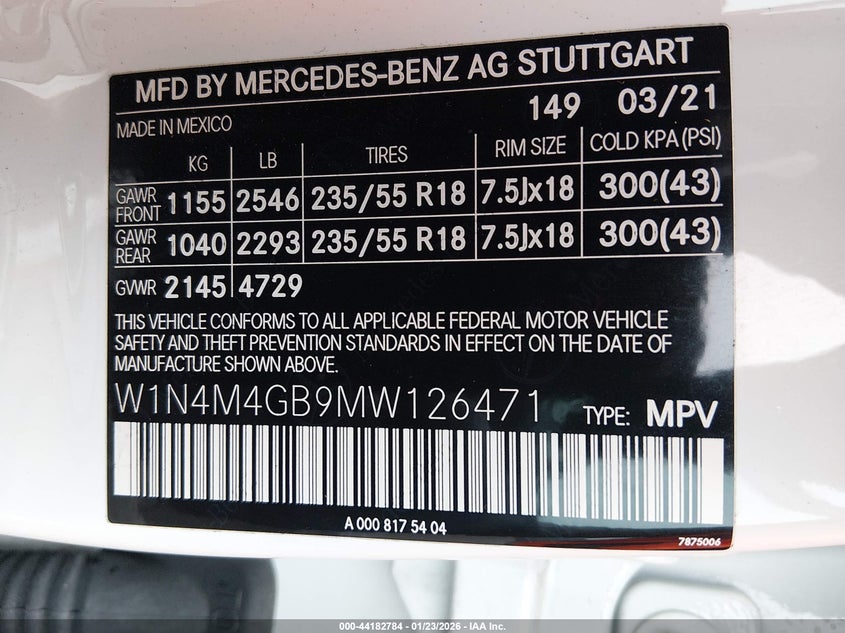 MFD BY MERCEDES-BENZ AG STUTTGART
149 03/21
MADE IN MEXICO
KG LB TIRES RIM SIZE COLD KPA (PSI)
GAWR FRONT 1155 2546 235/55 R18 7.5Jx18 300(43)
GAWR REAR 1040 2293 235/55 R18 7.5Jx18 300(43)
GVWR 2145 4729
THIS VEHICLE CONFORMS TO ALL APPLICABLE FEDERAL MOTOR VEHICLE
SAFETY AND THEFT PREVENTION STANDARDS IN EFFECT ON THE DATE OF
MANUFACTURE SHOWN ABOVE.
W1N4M4GB9MW126471 TYPE: MPV
A 000 817 54 04
7875006
000-44182784 - 01/23/2026 - IAA Inc.